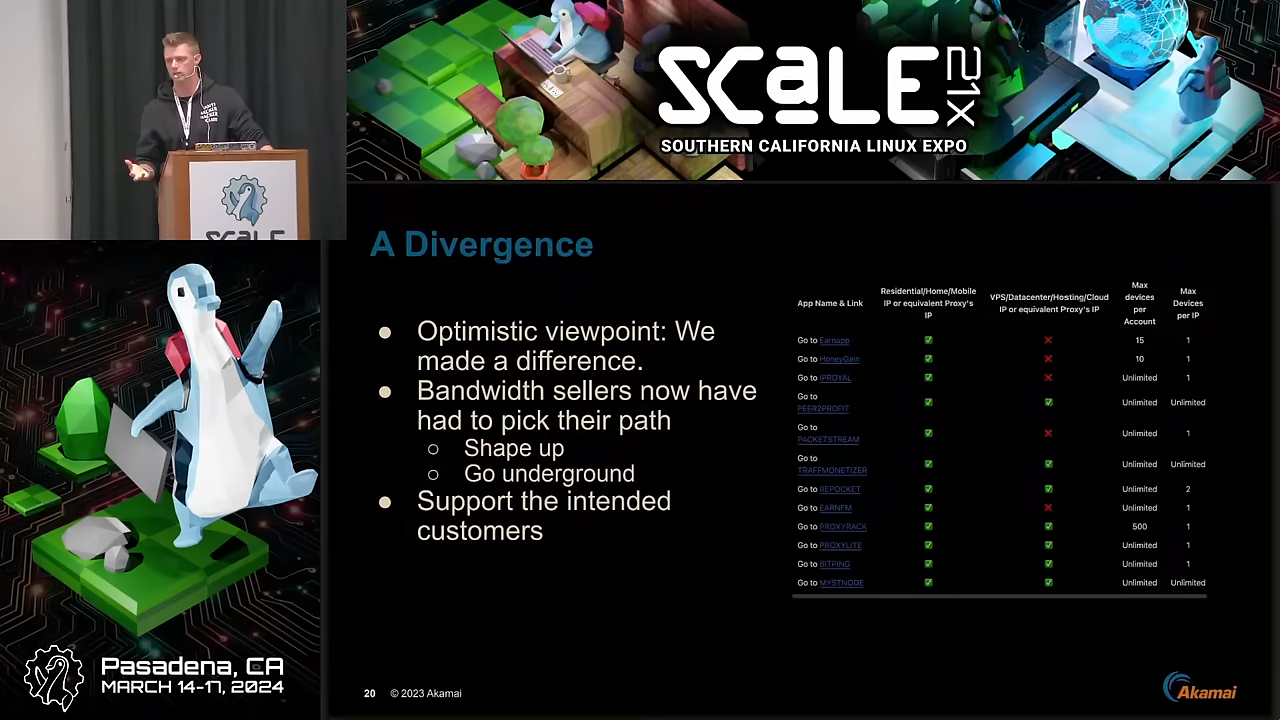 ANTI
SOCIAL
HACKER
CLUB
SCALE
SCaLE 21X
SOUTHERN CALIFORNIA LINUX EXPO
A Divergence
● Optimistic viewpoint: We
made a difference.
● Bandwidth sellers now have
had to pick their path
○ Shape up
○ Go underground
● Support the intended
customers
App Name & Link
Residential/Home/Mobile
IP or equivalent Proxy's
IP
VPS/Datacenter/Hosting/Cloud
IP or equivalent Proxy's IP
Max
devices
per
Account
Max
Devices
per IP
Go to Earnapp ✅ ❌ 15 1
Go to HoneyGain ✅ ❌ 10 1
Go to IPROYAL ✅ ❌ Unlimited 1
Go to
PEER2PROFIT ✅ ✅ Unlimited Unlimited
Go to
PACKETSTREAM ✅ ❌ Unlimited 1
Go to
TRAFFMONETIZER ✅ ✅ Unlimited Unlimited
Go to REPOCKET ✅ ✅ Unlimited 2
Go to EARNFM ✅ ❌ Unlimited 1
Go to PROXYRACK ✅ ✅ 500 1
Go to PROXYLITE ✅ ✅ Unlimited 1
Go to BITPING ✅ ✅ Unlimited 1
Go to MYSTNODE ✅ ✅ Unlimited Unlimited
Pasadena, CA
MARCH 14-17, 2024
20 © 2023 Akamai
Akamai